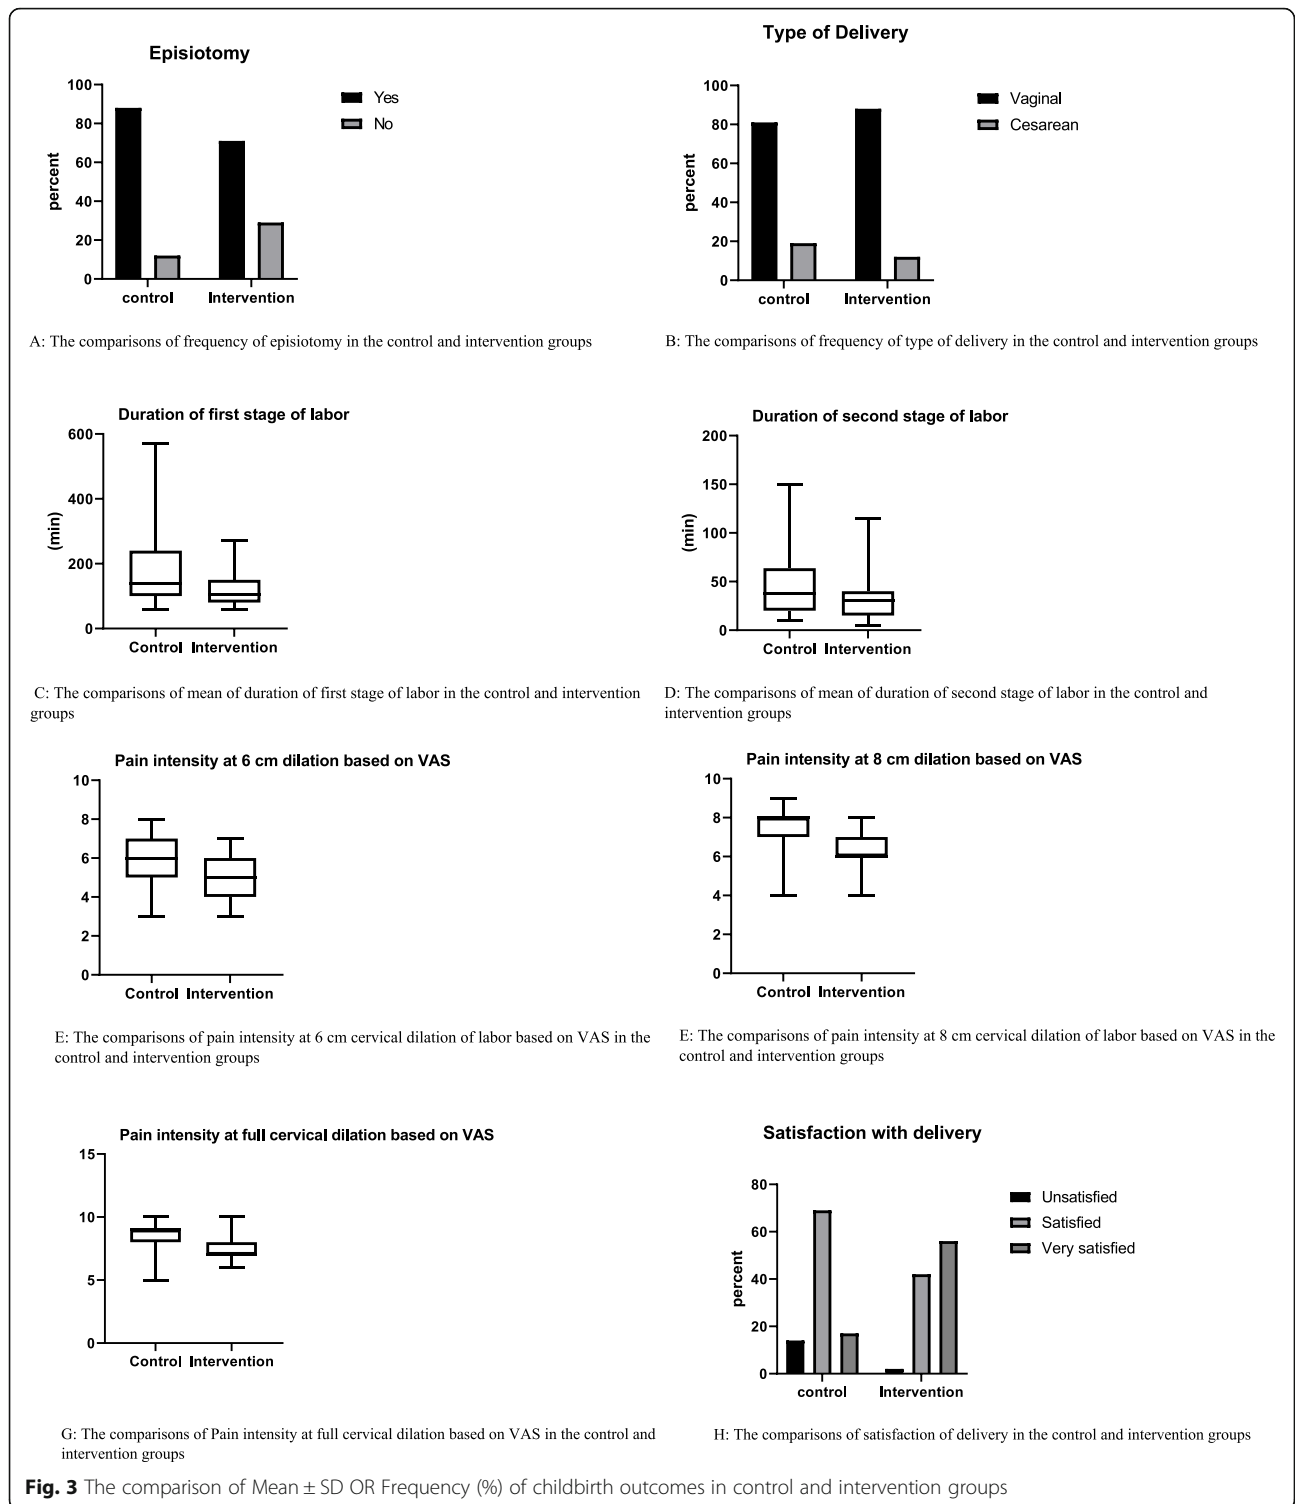 Episiotomy
100
80
60
40
20
0
percent
control Intervention
Yes
No
A: The comparisons of frequency of episiotomy in the control and intervention groups
Type of Delivery
100
80
60
40
20
0
percent
control Intervention
Vaginal
Cesarean
B: The comparisons of frequency of type of delivery in the control and intervention groups
Duration of first stage of labor
600
400
200
0
(min)
Control Intervention
C: The comparisons of mean of duration of first stage of labor in the control and intervention
groups
Duration of second stage of labor
200
150
100
50
0
(min)
Control Intervention
D: The comparisons of mean of duration of second stage of labor in the control and
intervention groups
Pain intensity at 6 cm dilation based on VAS
10
8
6
4
2
0
Control Intervention
E: The comparisons of pain intensity at 6 cm cervical dilation of labor based on VAS in the
control and intervention groups
Pain intensity at 8 cm dilation based on VAS
10
8
6
4
2
0
Control Intervention
E: The comparisons of pain intensity at 8 cm cervical dilation of labor based on VAS in the
control and intervention groups
Pain intensity at full cervical dilation based on VAS
15
10
5
0
Control Intervention
G: The comparisons of Pain intensity at full cervical dilation based on VAS in the control and
intervention groups
Satisfaction with delivery
80
60
40
20
0
percent
control Intervention
Unsatisfied
Satisfied
Very satisfied
H: The comparisons of satisfaction of delivery in the control and intervention groups
Fig. 3 The comparison of Mean ± SD OR Frequency (%) of childbirth outcomes in control and intervention groups